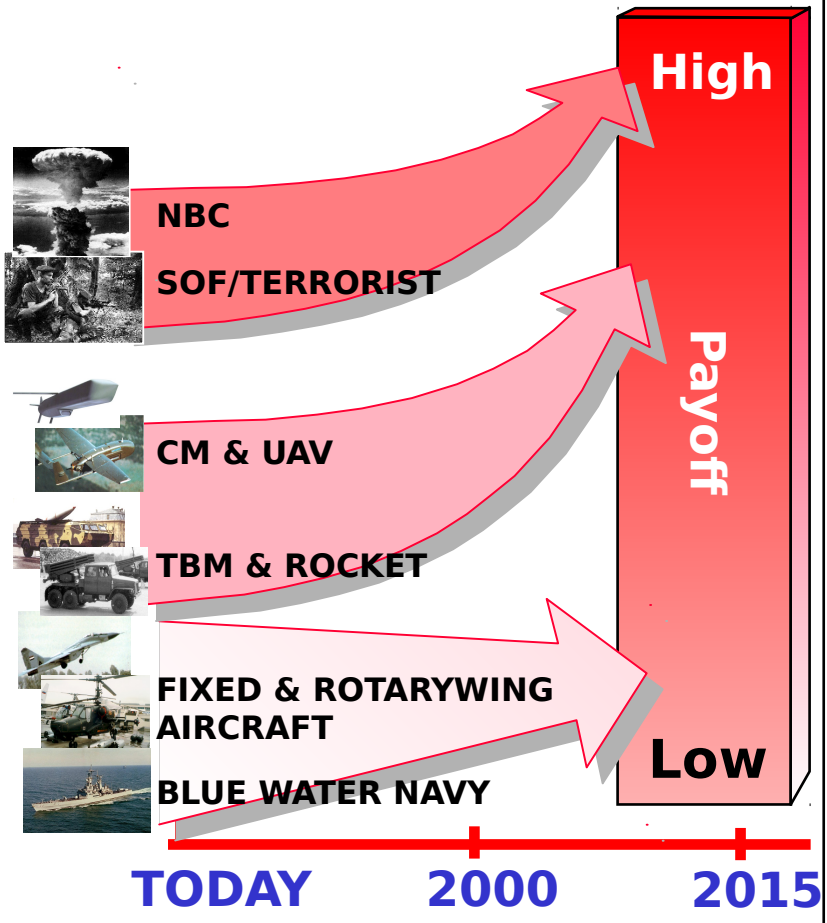 High
NBC
SOF/TERRORIST
Payoff
CM & UAV
TBM & ROCKET
FIXED & ROTARYWING
AIRCRAFT
Low
BLUE WATER NAVY
TODAY 2000 2015